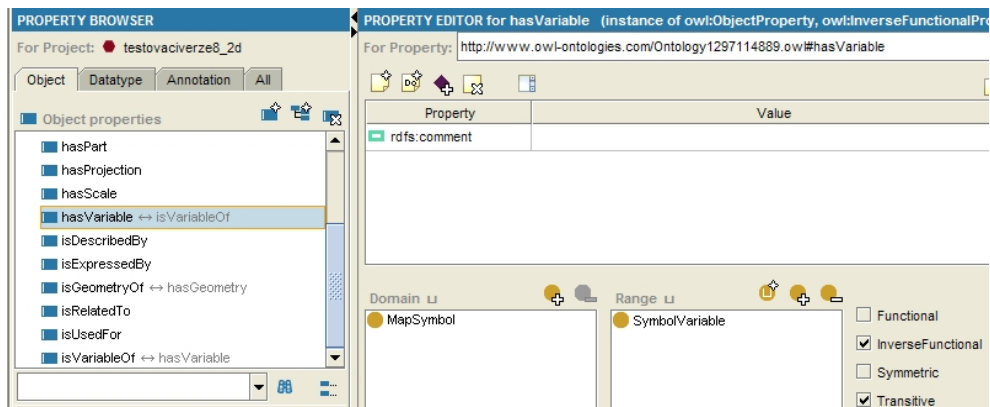 PROPERTY BROWSER
For Project: testovaciverze8_2d
Object Datatype Annotation All
Object properties
hasPart
hasProjection
hasScale
hasVariable ↔ isVariableOf
isDescribedBy
isExpressedBy
isGeometryOf ↔ hasGeometry
isRelatedTo
isUsedFor
isVariableOf ↔ hasVariable
PROPERTY EDITOR for hasVariable (instance of owl:ObjectProperty, owl:InverseFunctionalPro
For Property: http://www.owl-ontologies.com/Ontology1297114889.owl#hasVariable
Property Value
rdfs:comment
Domain ⊔
MapSymbol
Range ⊔
SymbolVariable
Functional
InverseFunctional
Symmetric
Transitive